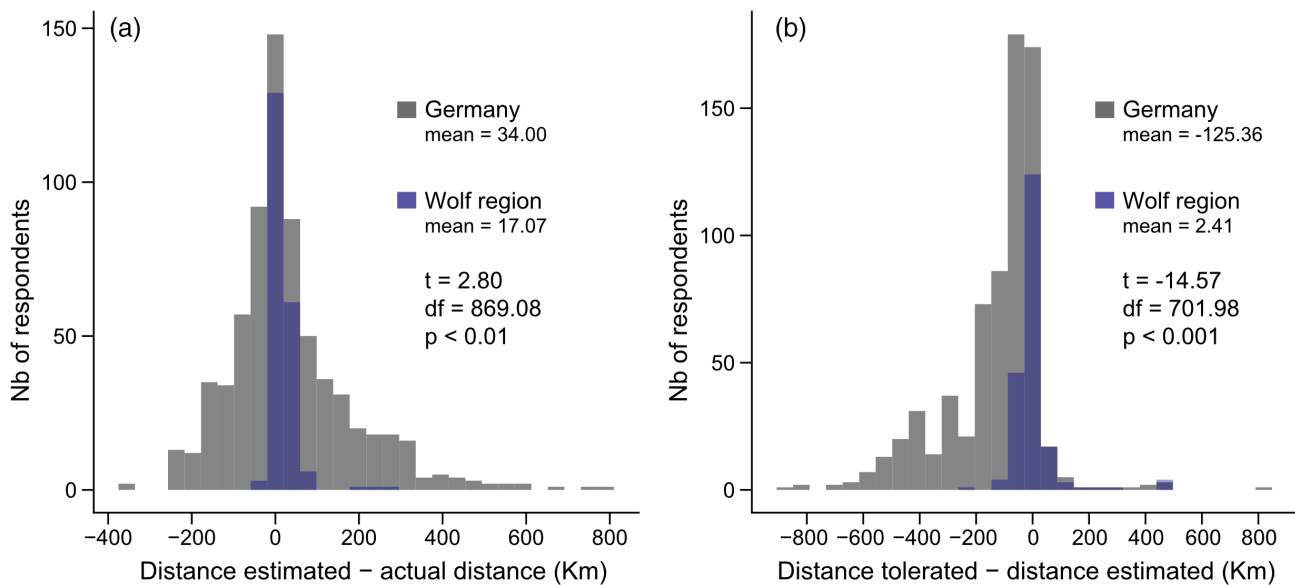 (a)
150
100
50
0
Nb of respondents
Germany
mean = 34.00
Wolf region
mean = 17.07
t = 2.80
df = 869.08
p < 0.01
−400 −200 0 200 400 600 800
Distance estimated − actual distance (Km)
(b)
150
100
50
0
Nb of respondents
Germany
mean = -125.36
Wolf region
mean = 2.41
t = -14.57
df = 701.98
p < 0.001
−800 −600 −400 −200 0 200 400 600 800
Distance tolerated − distance estimated (Km)